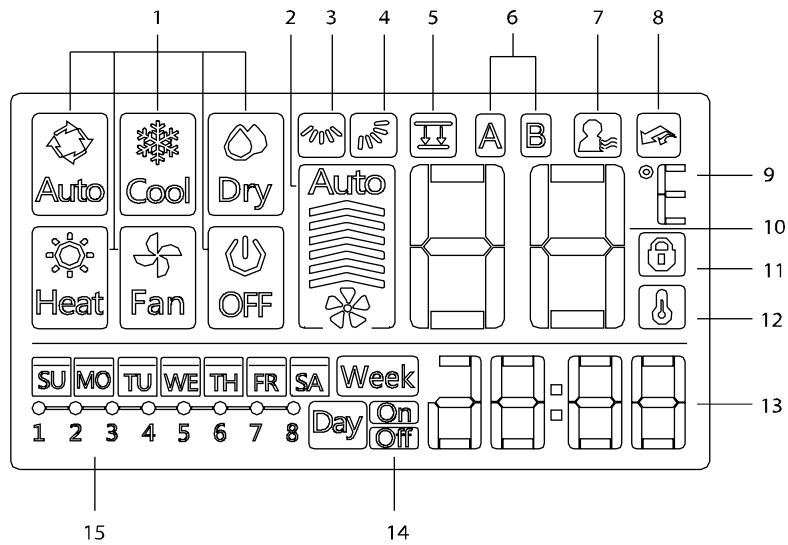 1 2 3 4 5 6 7 8
Auto Cool Dry Auto A B
9
10
Heat Fan OFF 11
12
SU MO TU WE TH FR SA Week
Day On Off 13
1 2 3 4 5 6 7 8
15 14